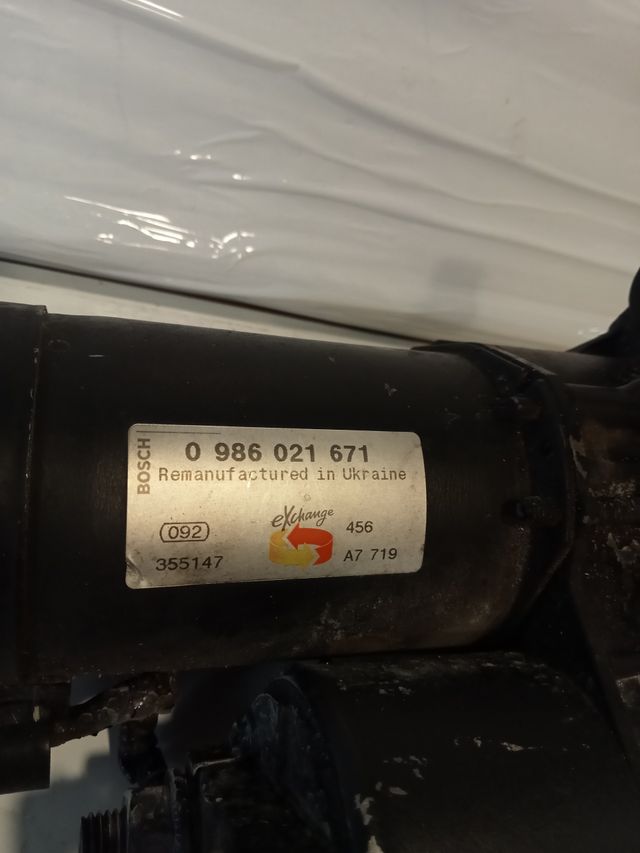 BOSCH
0 986 021 671
Remanufactured in Ukraine
eXchange
092
456
355147
A7 719